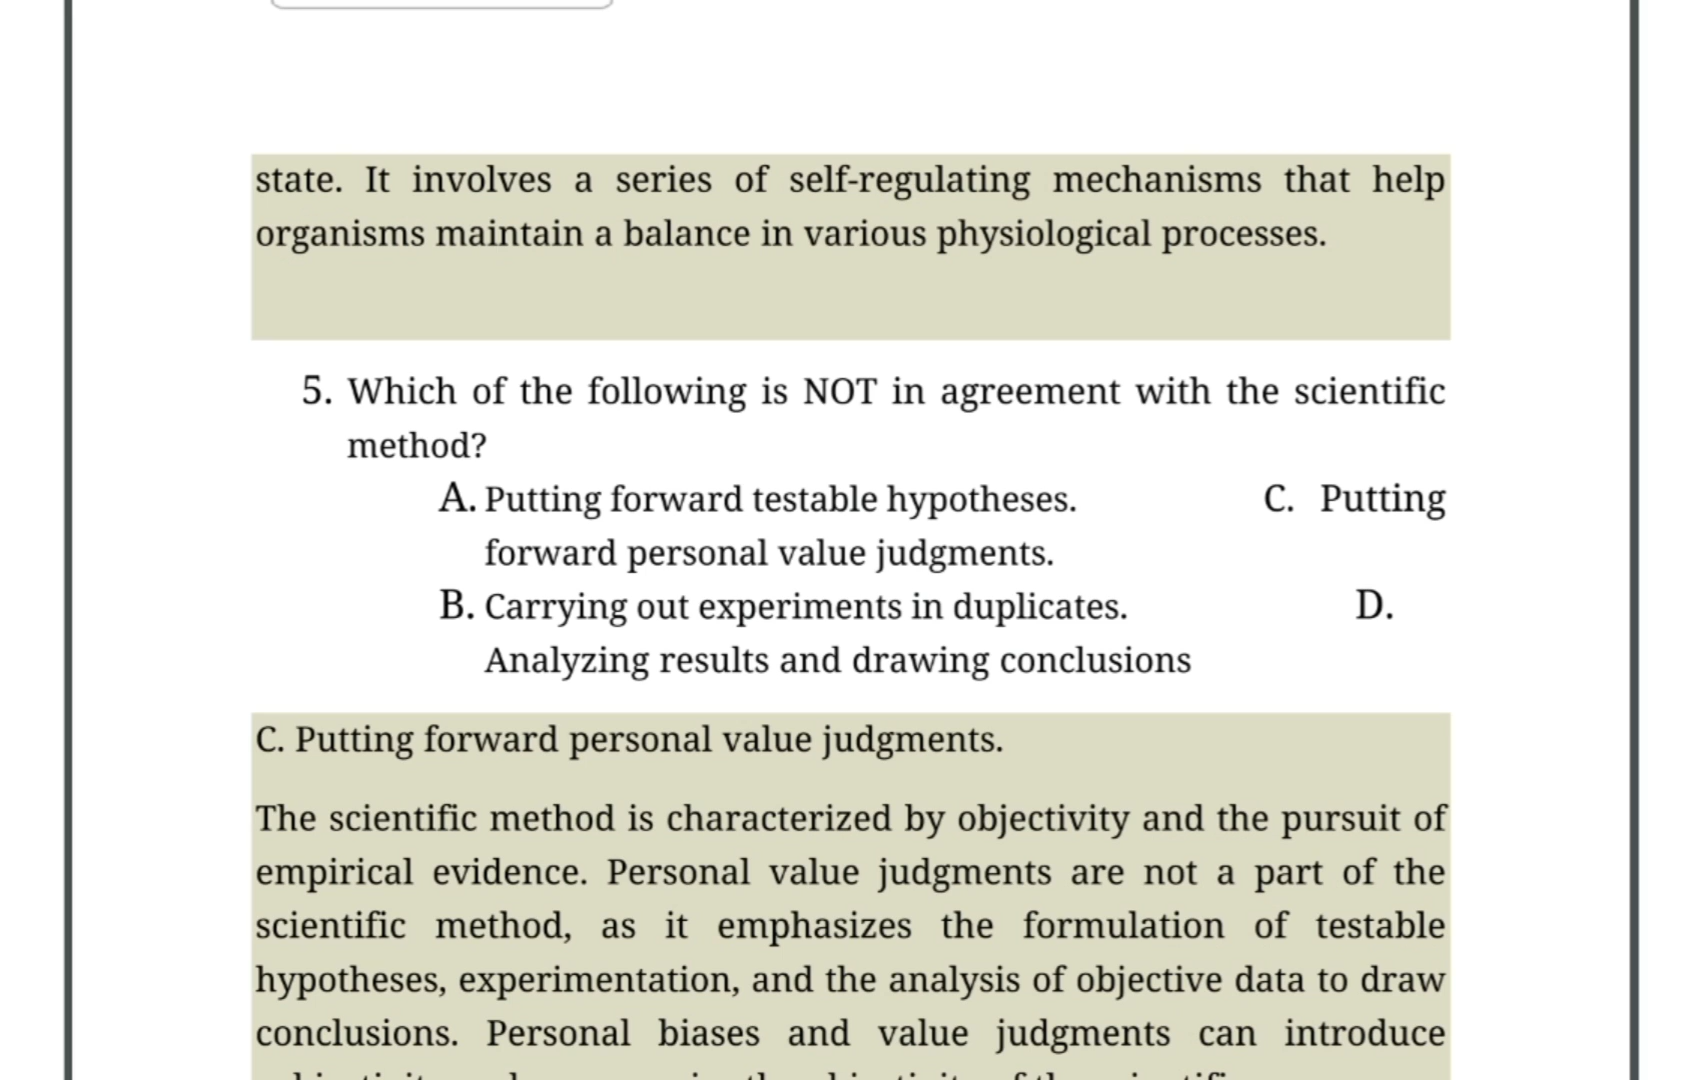 state. It involves a series of self-regulating mechanisms that help
organisms maintain a balance in various physiological processes.
5. Which of the following is NOT in agreement with the scientific
method?
A. Putting forward testable hypotheses. C. Putting
forward personal value judgments.
B. Carrying out experiments in duplicates. D.
Analyzing results and drawing conclusions
C. Putting forward personal value judgments.
The scientific method is characterized by objectivity and the pursuit of
empirical evidence. Personal value judgments are not a part of the
scientific method, as it emphasizes the formulation of testable
hypotheses, experimentation, and the analysis of objective data to draw
conclusions. Personal biases and value judgments can introduce